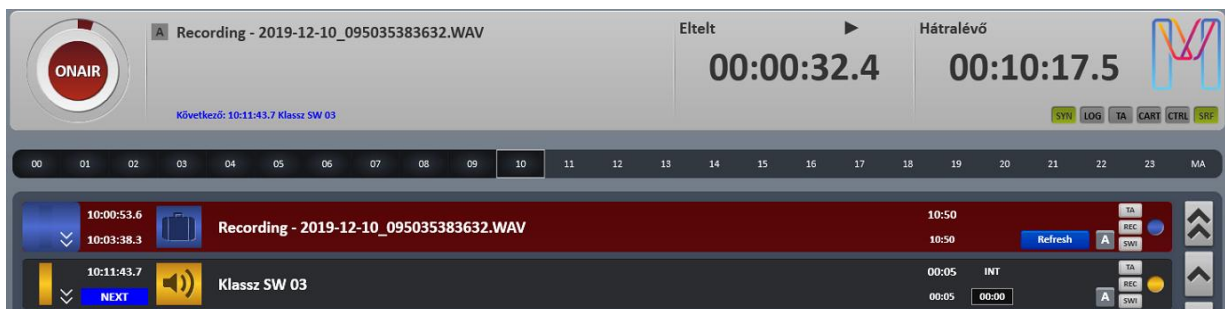 ONAIR
A Recording - 2019-12-10_095035383632.WAV
Következő: 10:11:43.7 Klassz SW 03
Eltelt
00:00:32.4
Hátralévő
00:10:17.5
SYN LOG TA CART CTRL SRF
00 01 02 03 04 05 06 07 08 09 10 11 12 13 14 15 16 17 18 19 20 21 22 23 MA
10:00:53.6
10:03:38.3
Recording - 2019-12-10_095035383632.WAV
10:50
10:50
Refresh
A
TA
REC
SWI
10:11:43.7
NEXT
Klassz SW 03
00:05 INT
00:05 00:00
A
TA
REC
SWI